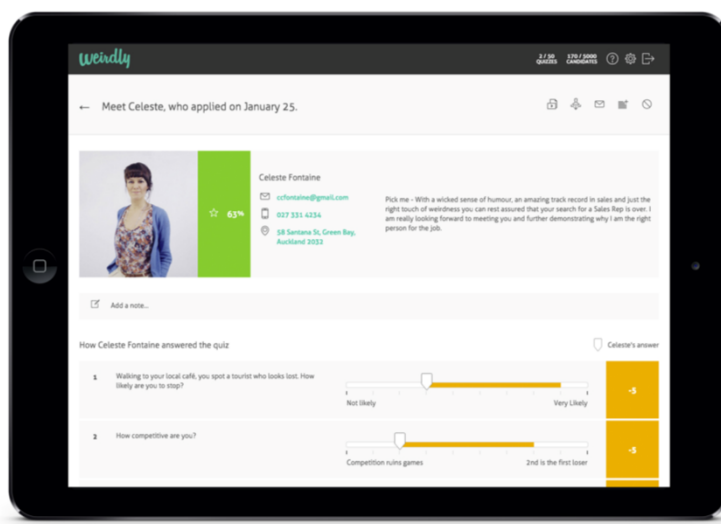 weirdly
2 / 50
QUIZZES
170 / 5000
CANDIDATES
?
← Meet Celeste, who applied on January 25.
63%
Celeste Fontaine
ccfontaine@gmail.com
027 331 4234
58 Santana St, Green Bay,
Auckland 2032
Pick me - With a wicked sense of humour, an amazing track record in sales and just the
right touch of weirdness you can rest assured that your search for a Sales Rep is over. I
am really looking forward to meeting you and further demonstrating why I am the right
person for the job.
Add a note...
How Celeste Fontaine answered the quiz
Celeste's answer
1 Walking to your local café, you spot a tourist who looks lost. How
likely are you to stop?
Not likely
Very Likely
-5
2 How competitive are you?
Competition ruins games
2nd is the first loser
-5